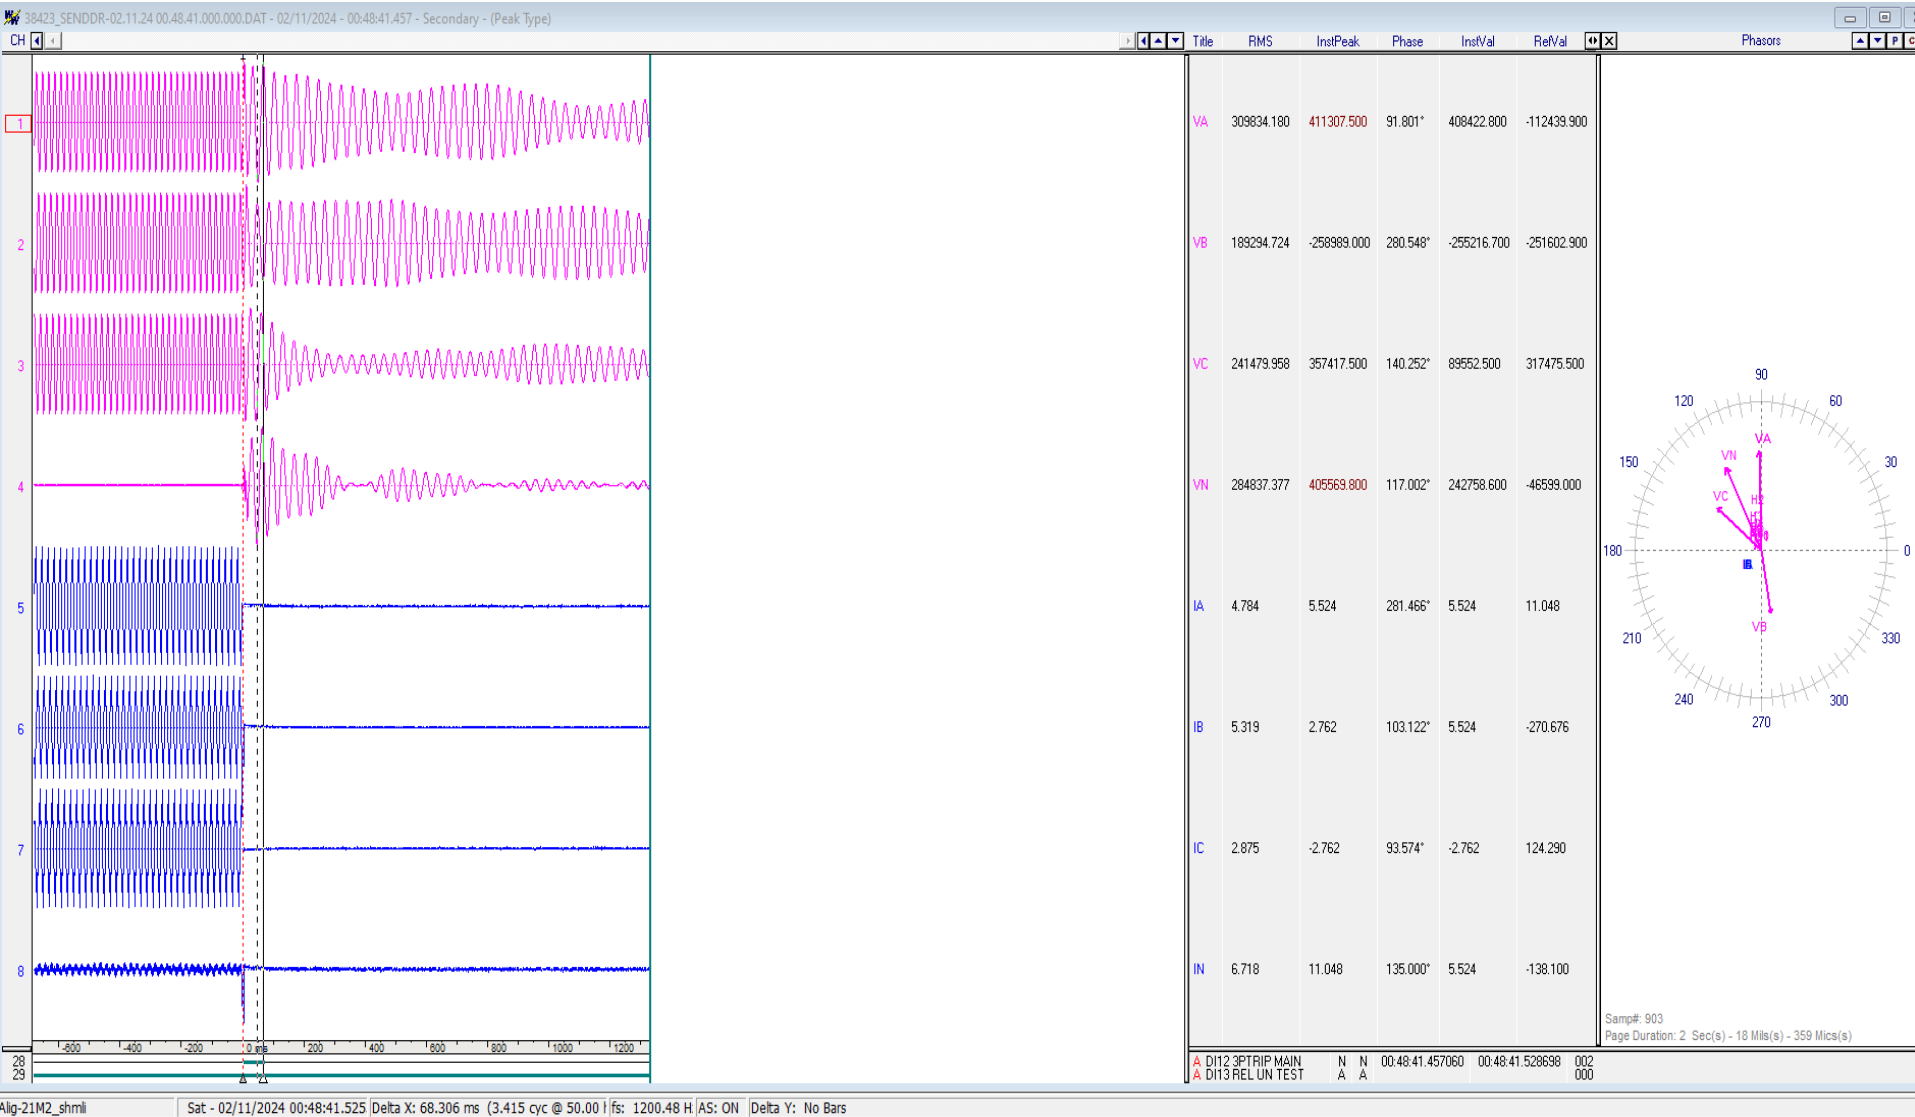 38423_SENDDR-02.11.24 00.48.41.000.000.DAT - 02/11/2024 - 00:48:41.457 - Secondary - (Peak Type)
CH Title RMS InstPeak Phase InstVal RefVal Phasors P
1 VA 309834.180 411307.500 91.801° 408422.800 -112439.900
2 VB 189294.724 -258989.000 280.548° -255216.700 -251602.900
3 VC 241479.958 357417.500 140.252° 89552.500 317475.500
4 VN 284837.377 405569.800 117.002° 242758.600 -46599.000
5 IA 4.784 5.524 281.466° 5.524 11.048
6 IB 5.319 2.762 103.122° 5.524 -270.676
7 IC 2.875 -2.762 93.574° -2.762 124.290
8 IN 6.718 11.048 135.000° 5.524 -138.100
90
120 60
VA
150 VN 30
VC
180 0
210 VB 330
240 300
270
Samp#: 903
Page Duration: 2 Sec(s) - 18 Mils(s) - 359 Mics(s)
-600 -400 -200 0 ms 200 400 600 800 1000 1200
28 A DI12 3PTRIP MAIN N N 00:48:41.457060 00:48:41.528698 002
29 A DI13 REL UN TEST A A 000
Alig-21M2_shmli Sat - 02/11/2024 00:48:41.525 Delta X: 68.306 ms (3.415 cyc @ 50.00 fs: 1200.48 H AS: ON Delta Y: No Bars